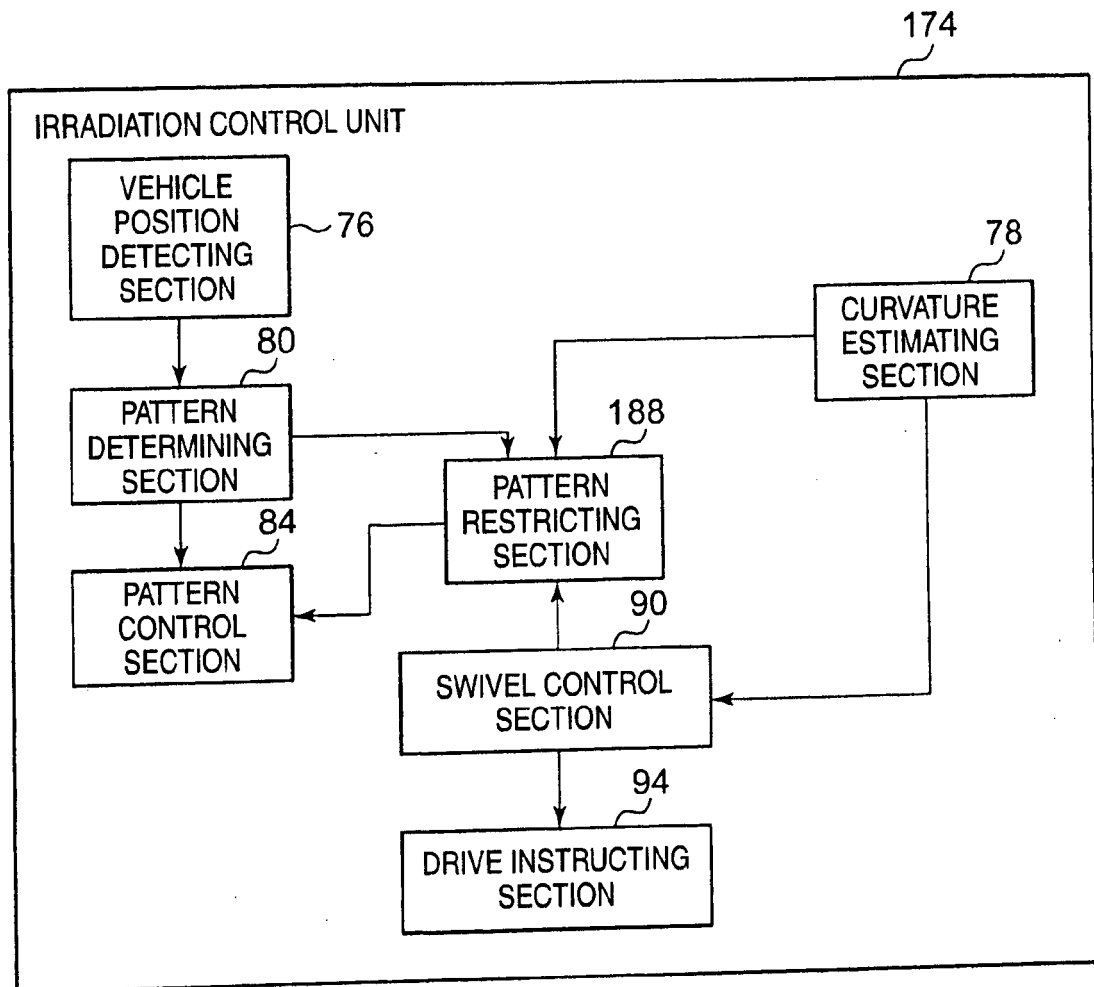 174
IRRADIATION CONTROL UNIT
VEHICLE
POSITION
DETECTING
SECTION
76
78
CURVATURE
ESTIMATING
SECTION
80
PATTERN
DETERMINING
SECTION
188
PATTERN
RESTRICTING
SECTION
84
PATTERN
CONTROL
SECTION
90
SWIVEL CONTROL
SECTION
94
DRIVE INSTRUCTING
SECTION